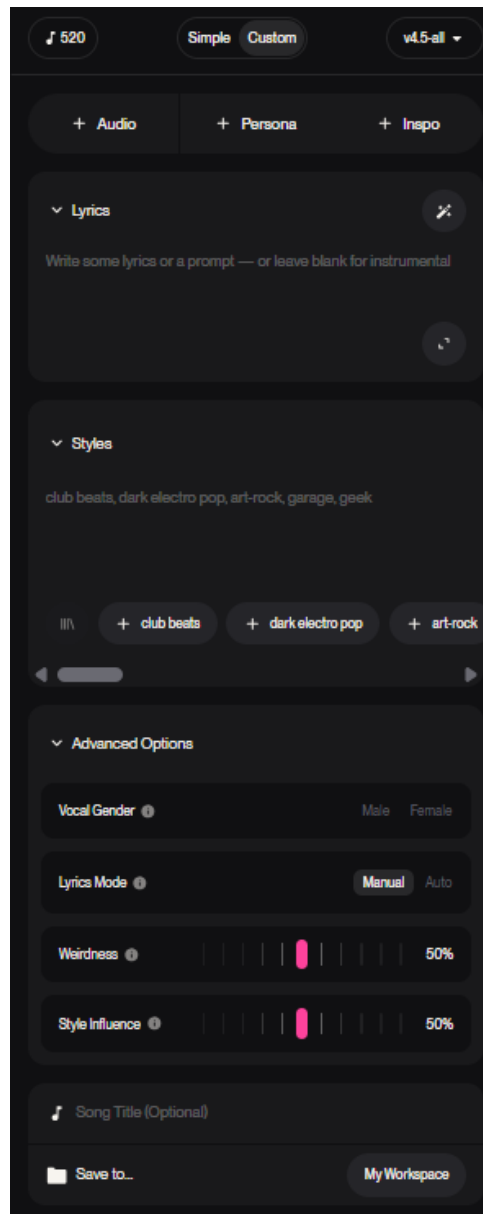 520
Simple Custom
v4.5-all
+ Audio
+ Persona
+ Inspo
Lyrics
Write some lyrics or a prompt — or leave blank for instrumental
Styles
club beats, dark electro pop, art-rock, garage, geek
+ club beats
+ dark electro pop
+ art-rock
Advanced Options
Vocal Gender
Male Female
Lyrics Mode
Manual Auto
Weirdness
50%
Style Influence
50%
Song Title (Optional)
Save to...
My Workspace